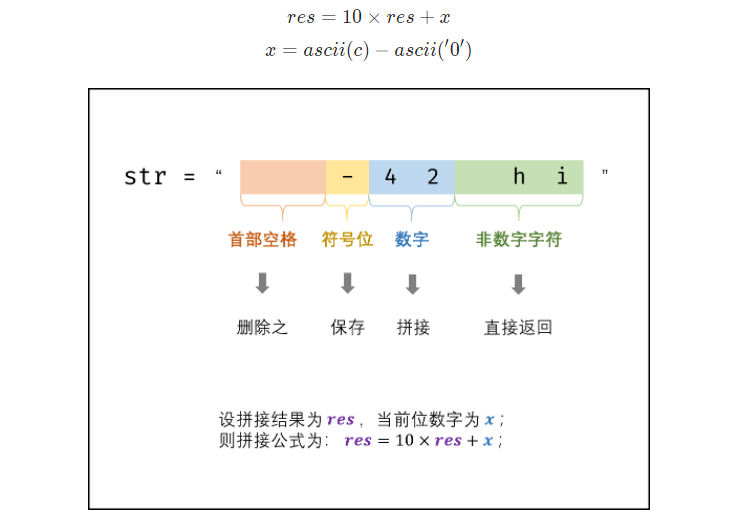 res = 10 × res + x
x = ascii(c) − ascii('0')
str = “ - 4 2 h i ”
首部空格 符号位 数字 非数字字符
删除之 保存 拼接 直接返回
设拼接结果为 res ，当前位数字为 x ；
则拼接公式为： res = 10 × res + x ；